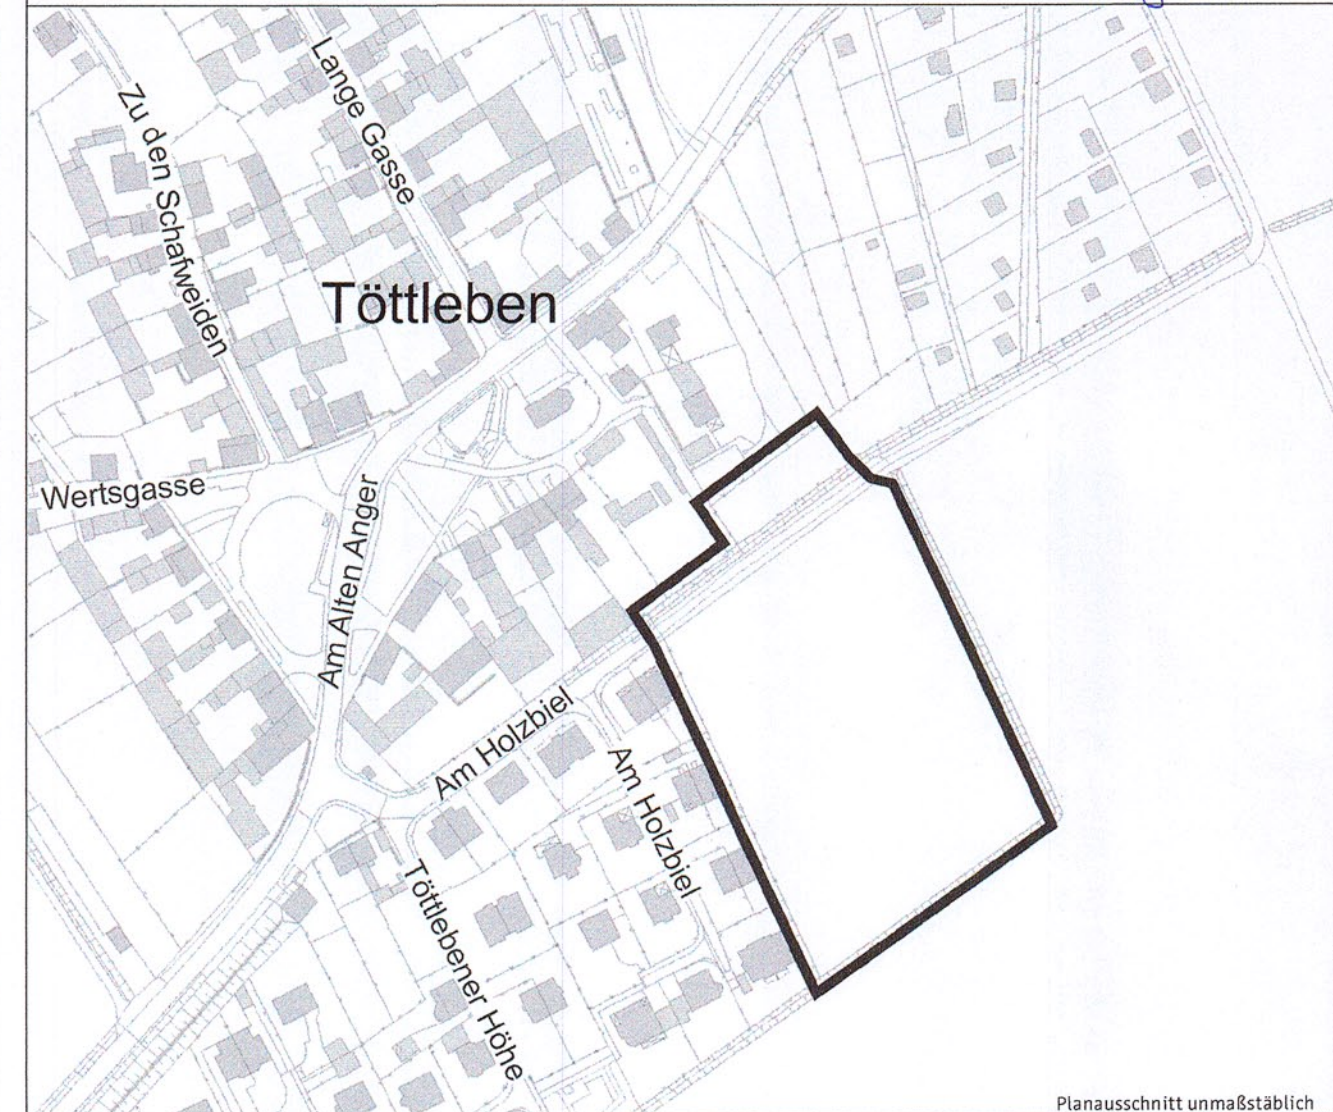 Lange Gasse
Zu den Schafweiden
Töttleben
Wertsgasse
Am Alten Anger
Am Holzbiel
Am Holzbiel
Töttlebener Höhe
Planausschnitt unmaßstäblich